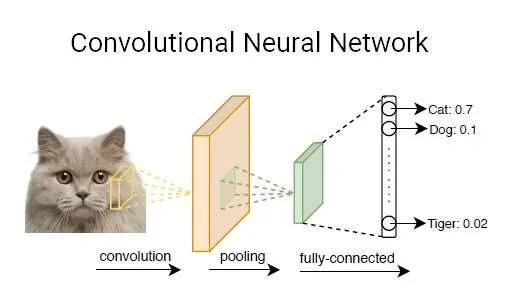 Convolutional Neural Network
Cat: 0.7
Dog: 0.1
Tiger: 0.02
convolution
pooling
fully-connected